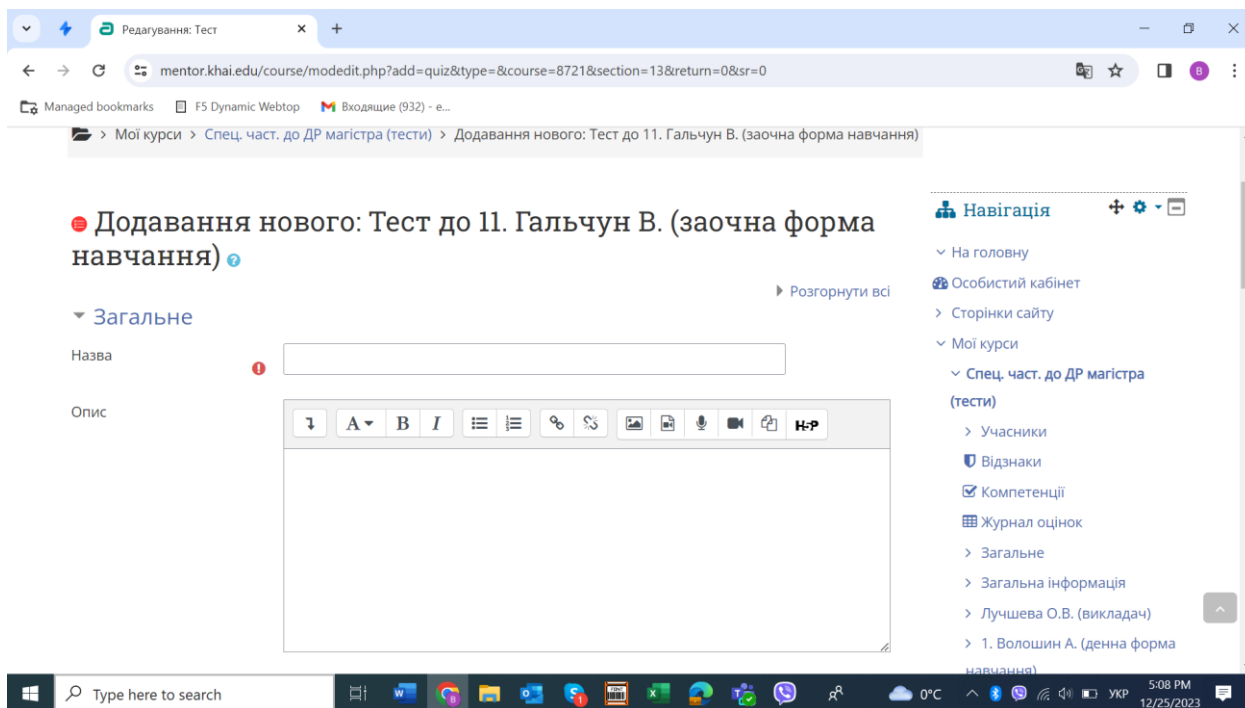 Редагування: Тест
mentor.khai.edu/course/modedit.php?add=quiz&type=&course=8721&section=13&return=0&sr=0
B
Managed bookmarks
F5 Dynamic Webtop
Входящие (932) - e...
> Мої курси > Спец. част. до ДР магістра (тести) > Додавання нового: Тест до 11. Гальчун В. (заочна форма навчання)
Додавання нового: Тест до 11. Гальчун В. (заочна форма
навчання)
Розгорнути всі
Загальне
Назва
Опис
A B I
H-P
Навігація
На головну
Особистий кабінет
Сторінки сайту
Мої курси
Спец. част. до ДР магістра
(тести)
Учасники
Відзнаки
Компетенції
Журнал оцінок
Загальне
Загальна інформація
Лучшева О.В. (викладач)
1. Волошин А. (денна форма
навчання)
Type here to search
0°C
УКР
5:08 PM
12/25/2023